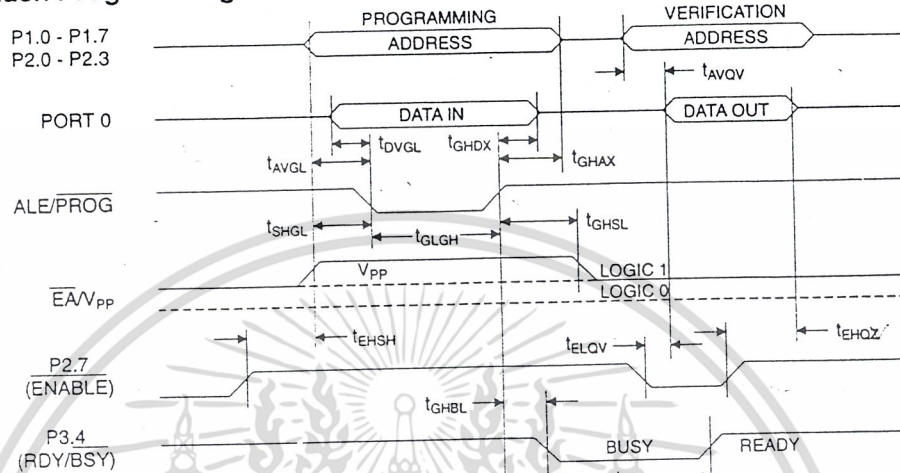 PROGRAMMING
VERIFICATION
P1.0 - P1.7
P2.0 - P2.3
ADDRESS
ADDRESS
tAVQV
PORT 0
DATA IN
DATA OUT
tDVGL
tGHDX
tAVGL
tGHAX
ALE/PROG
tSHGL
tGLGH
tGHSL
VPP
LOGIC 1
LOGIC 0
EA/VPP
tEHSH
tELQV
tEHQZ
P2.7
(ENABLE)
tGHBL
P3.4
(RDY/BSY)
BUSY
READY